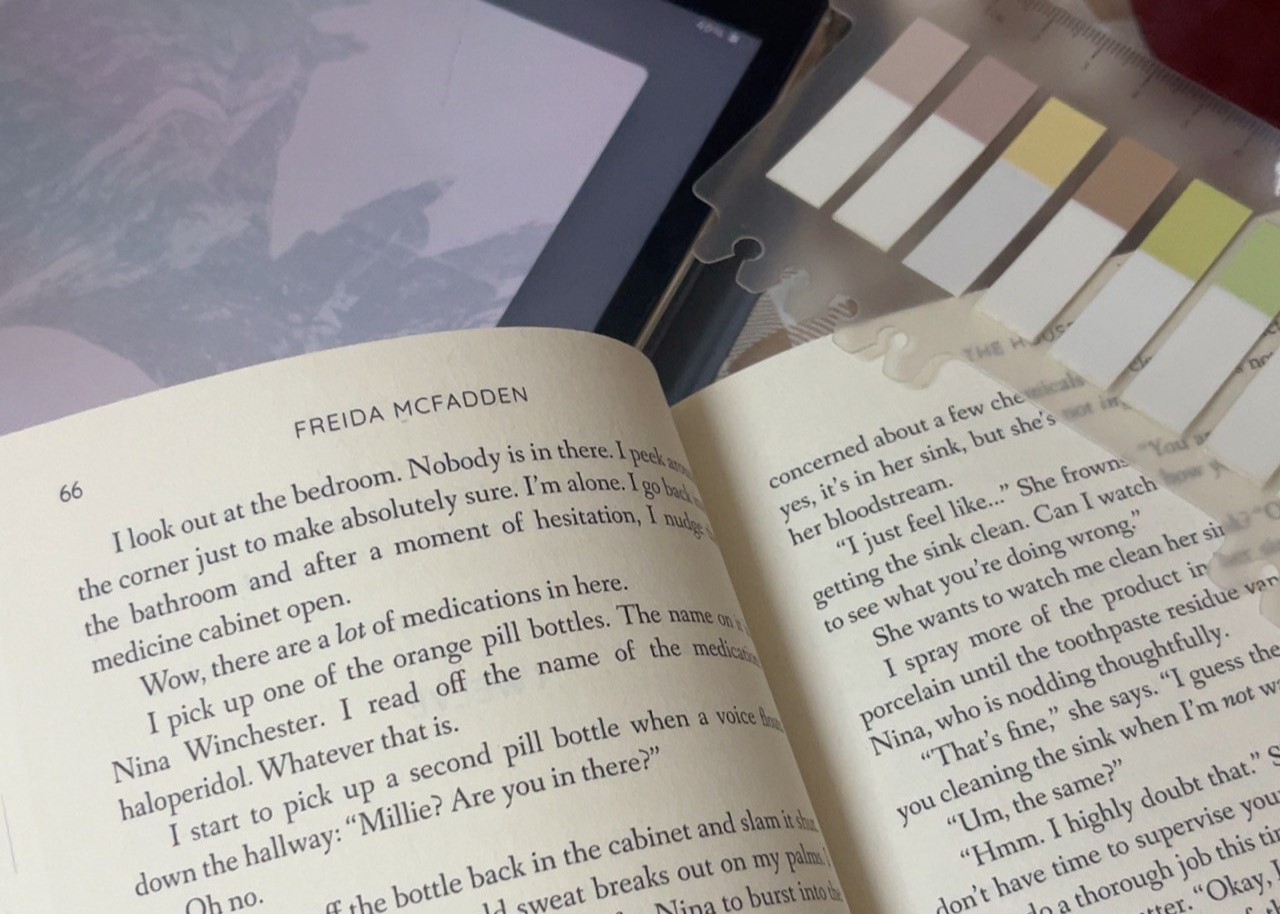 40%
FREIDA MCFADDEN
66
I look out at the bedroom. Nobody is in there. I peek
the corner just to make absolutely sure. I'm alone. I go back
the bathroom and after a moment of hesitation, I nudge
medicine cabinet open.
Wow, there are a lot of medications in here.
I pick up one of the orange pill bottles. The name on
Nina Winchester. I read off the name of the medication
haloperidol. Whatever that is.
I start to pick up a second pill bottle when a voice
down the hallway: “Millie? Are you in there?”
Oh no.
the bottle back in the cabinet and slam it shut.
sweat breaks out on my palms
Nina to burst into
THE
concerned about a few chemicals
yes, it's in her sink, but she's not
her bloodstream.
“I just feel like...” She frowns.
getting the sink clean. Can I watch
to see what you're doing wrong.”
She wants to watch me clean her
I spray more of the product in
porcelain until the toothpaste residue
Nina, who is nodding thoughtfully.
“That's fine,” she says. “I guess
you cleaning the sink when I'm not
“Um, the same?”
“Hmm. I highly doubt that.”
don't have time to supervise
do a thorough job this
“Okay, I
“You
how